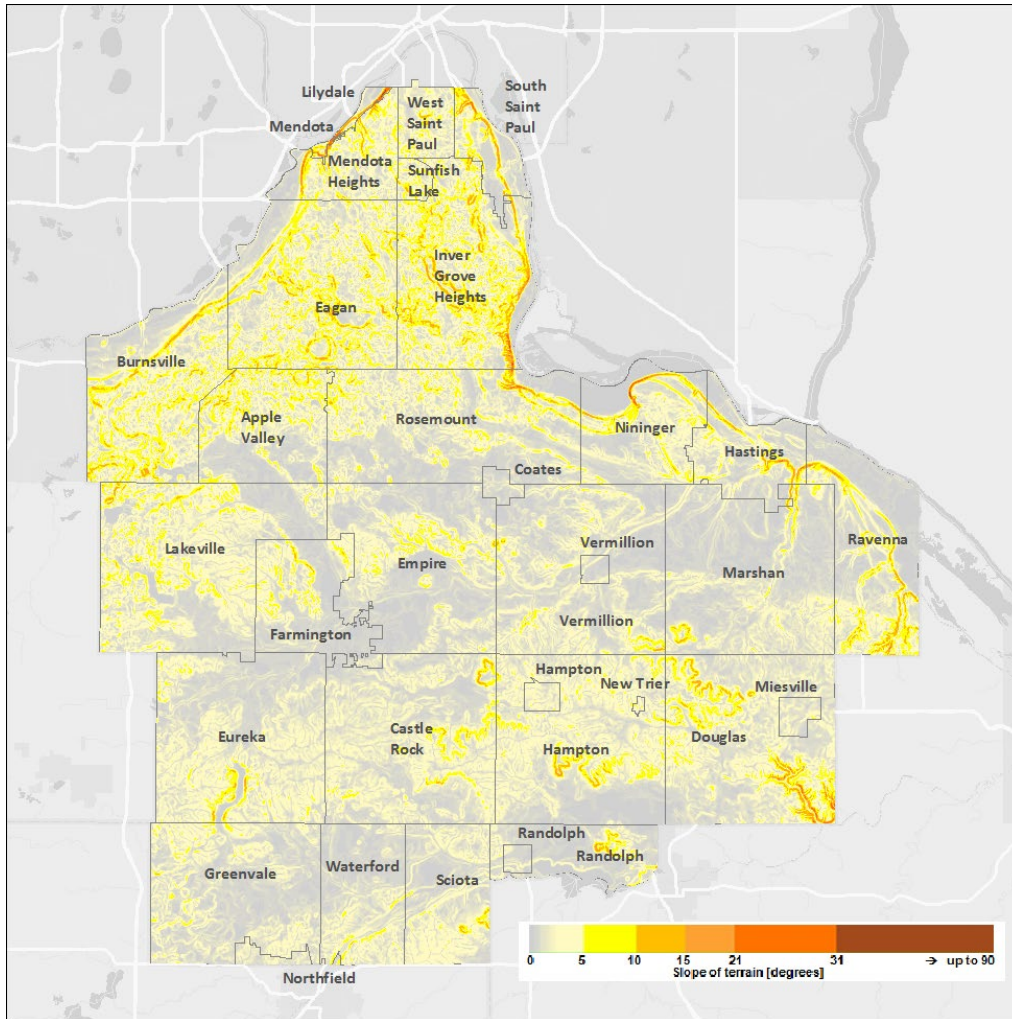 Lilydale
South
Saint
Paul
West
Saint
Paul
Mendota
Mendota
Heights
Sunfish
Lake
Inver
Grove
Heights
Eagan
Burnsville
Apple
Valley
Rosemount
Nininger
Hastings
Coates
Lakeville
Empire
Vermillion
Ravenna
Marshan
Farmington
Vermillion
Hampton
New Trier
Miesville
Eureka
Castle
Rock
Hampton
Douglas
Randolph
Randolph
Greenvale
Waterford
Sciota
Northfield
0 5 10 15 21 31 → up to 90
Slope of terrain [degrees]